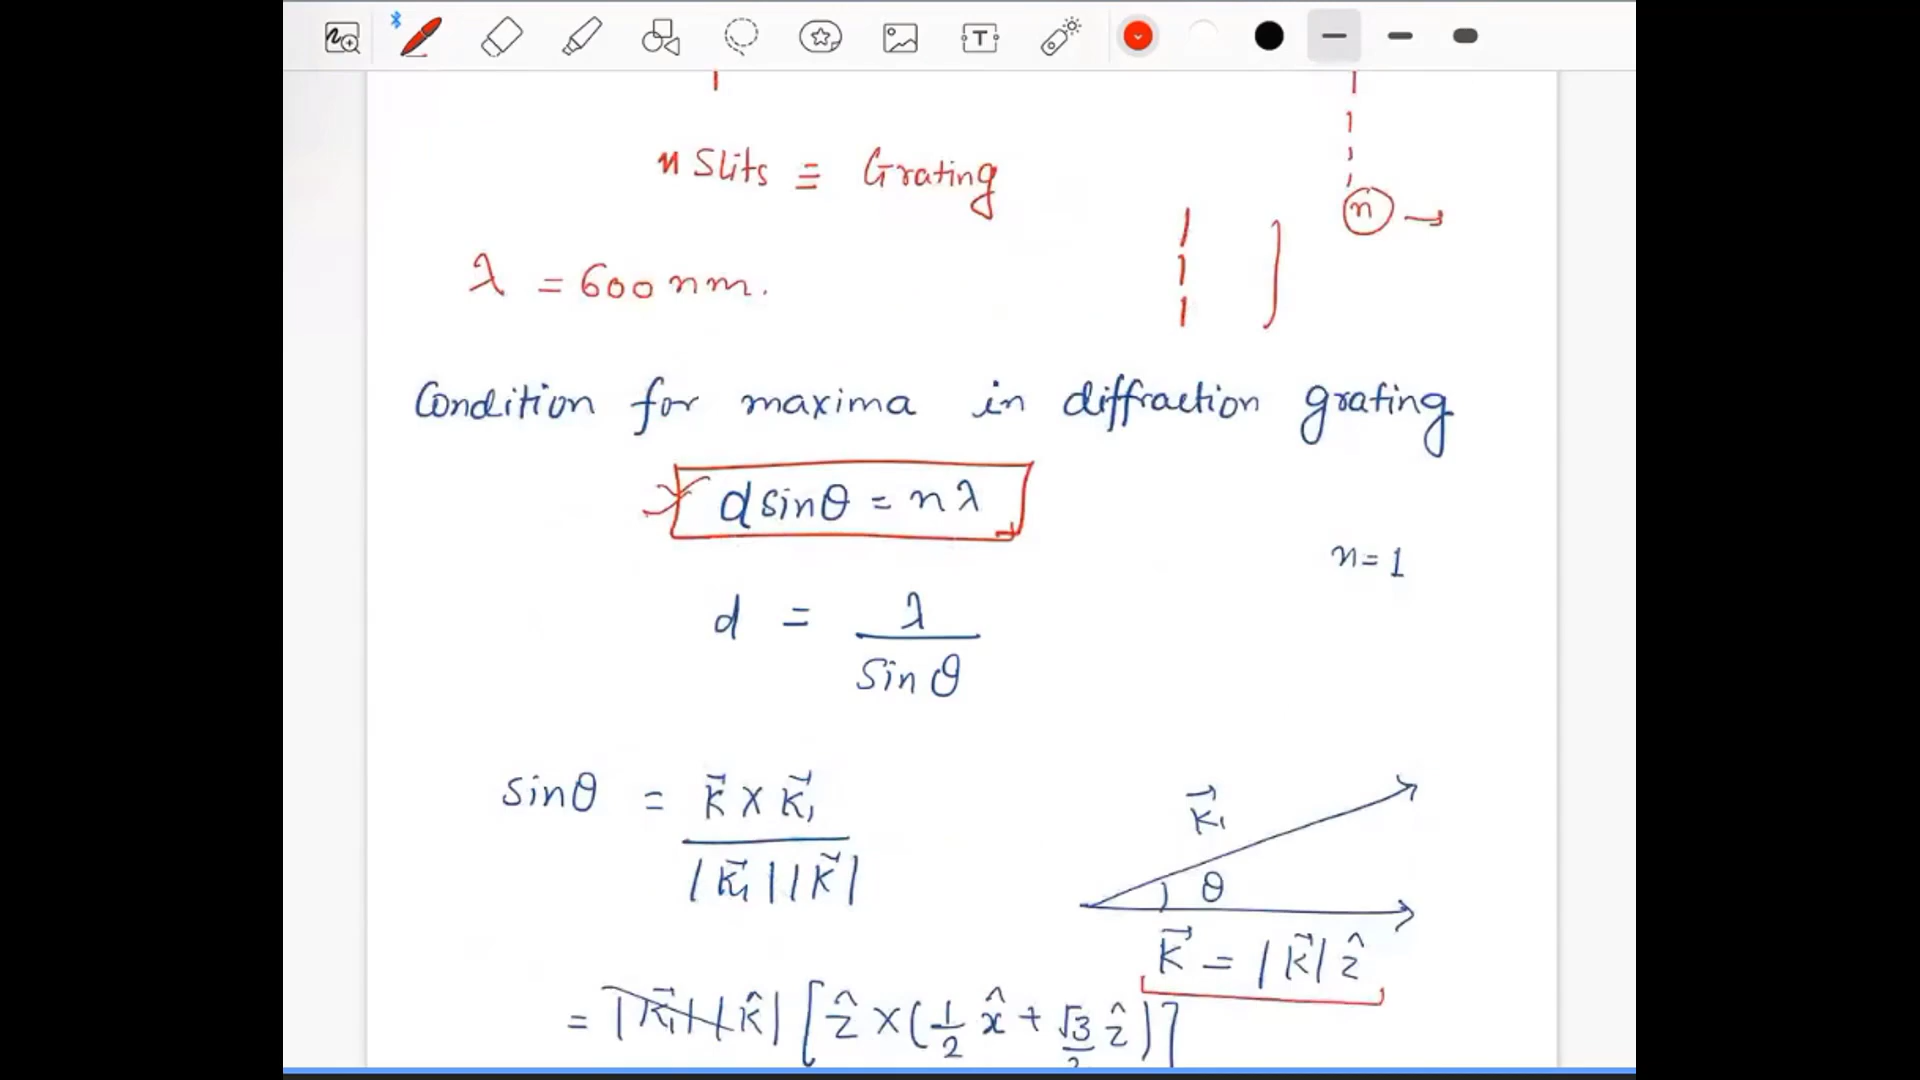 n Slits ≡ Grating
n →
λ = 600 nm.
Condition for maxima in diffraction grating
d sinθ = nλ
n = 1
d = λ / Sin θ
sinθ = K⃗ × K⃗₁ / |K⃗₁| |K⃗|
K⃗₁
θ
K⃗ = |K⃗| ẑ
= |K⃗₁| |K̂| [ẑ × (1/2 x̂ + √3/2 ẑ)]